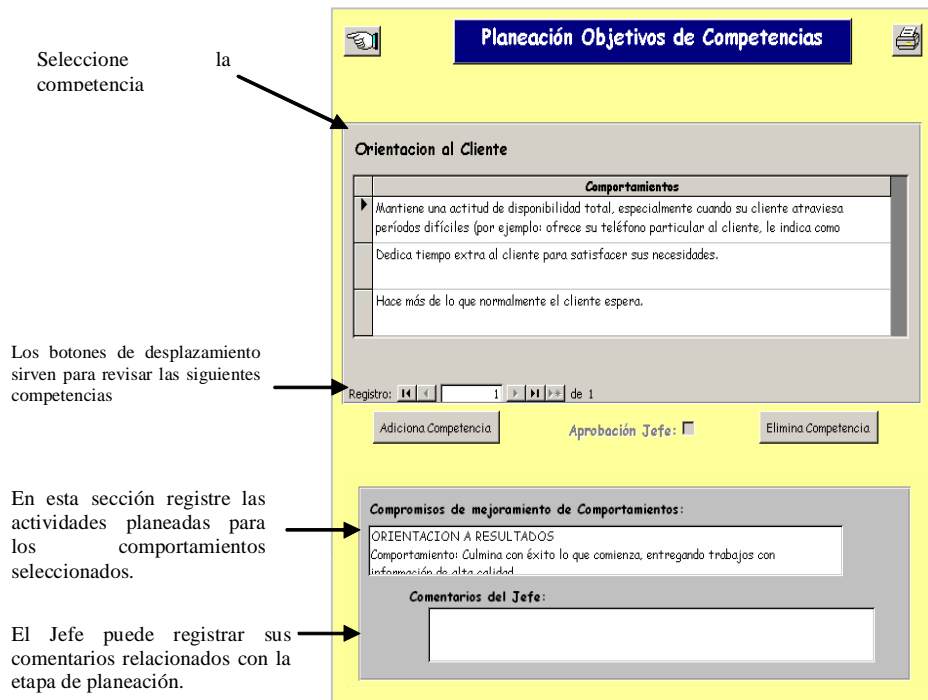 Planeación Objetivos de Competencias
Seleccione la
competencia
Orientacion al Cliente
Comportamientos
Mantiene una actitud de disponibilidad total, especialmente cuando su cliente atraviesa
períodos difíciles (por ejemplo: ofrece su teléfono particular al cliente, le indica como
Dedica tiempo extra al cliente para satisfacer sus necesidades.
Hace más de lo que normalmente el cliente espera.
Los botones de desplazamiento
sirven para revisar las siguientes
competencias
Registro: 1 de 1
Adiciona Competencia Aprobación Jefe: Elimina Competencia
En esta sección registre las
actividades planeadas para
los comportamientos
seleccionados.
Compromisos de mejoramiento de Comportamientos:
ORIENTACION A RESULTADOS
Comportamiento: Culmina con éxito lo que comienza, entregando trabajos con
información de alta calidad
Comentarios del Jefe:
El Jefe puede registrar sus
comentarios relacionados con la
etapa de planeación.